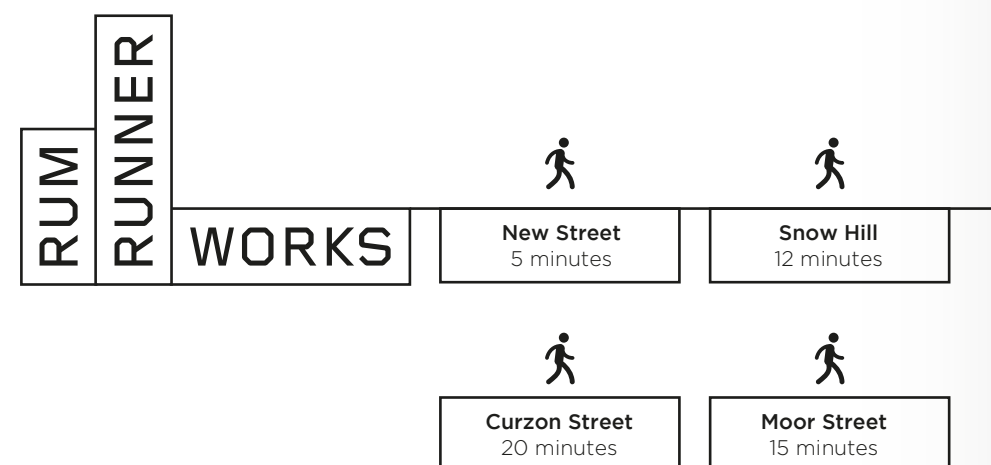 RUM
RUNNER
WORKS
New Street
5 minutes
Snow Hill
12 minutes
Curzon Street
20 minutes
Moor Street
15 minutes